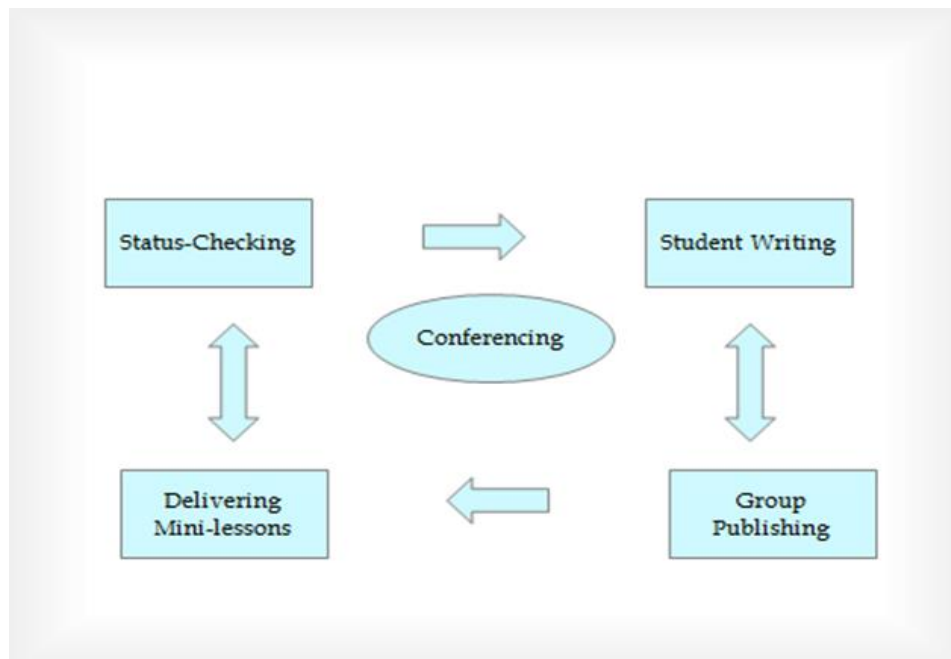 Status-Checking
Student Writing
Conferencing
Delivering
Mini-lessons
Group
Publishing